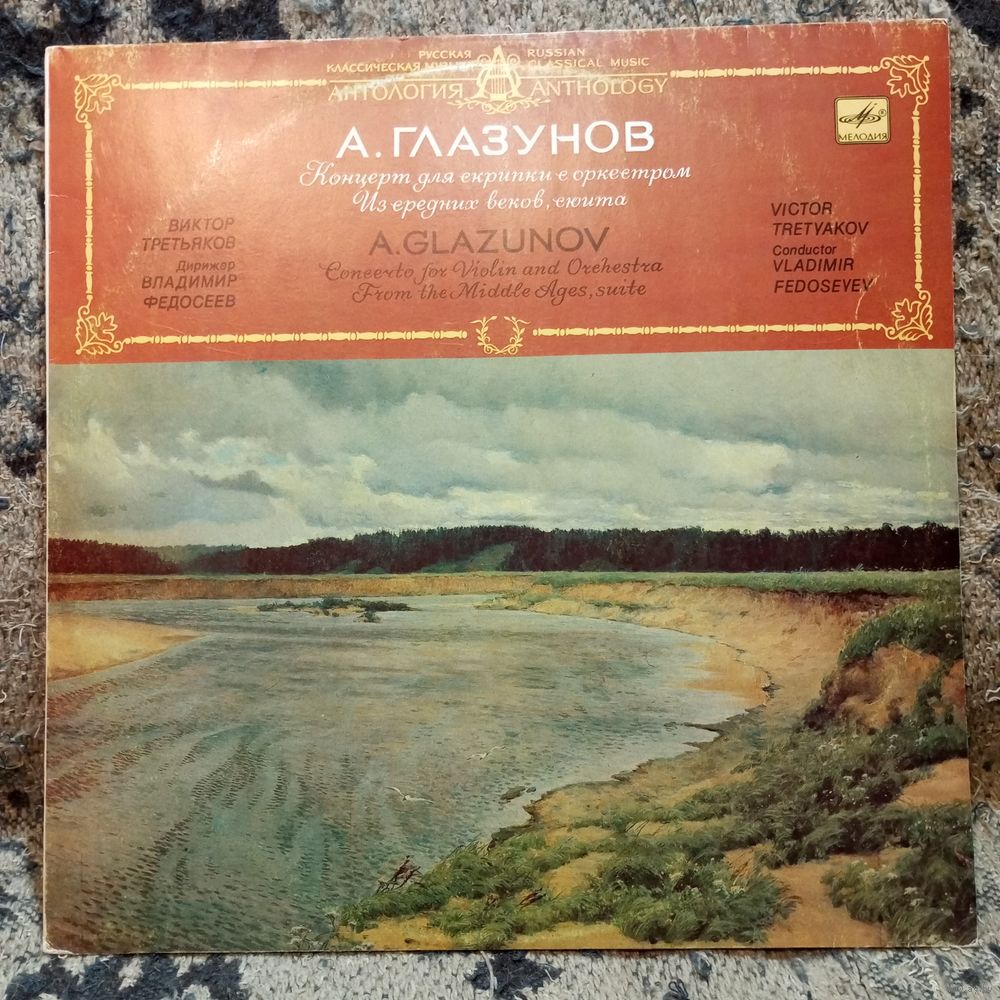 РУССКАЯ
КЛАССИЧЕСКАЯ МУЗЫКА
АНТОЛОГИЯ
RUSSIAN
CLASSICAL MUSIC
ANTHOLOGY
МЕЛОДИЯ
А. ГЛАЗУНОВ
Концерт для скрипки с оркестром
Из средних веков, сюита
A. GLAZUNOV
Concerto for Violin and Orchestra
From the Middle Ages, suite
ВИКТОР
ТРЕТЬЯКОВ
Дирижер
ВЛАДИМИР
ФЕДОСЕЕВ
VICTOR
TRETYAKOV
Conductor
VLADIMIR
FEDOSEYEV